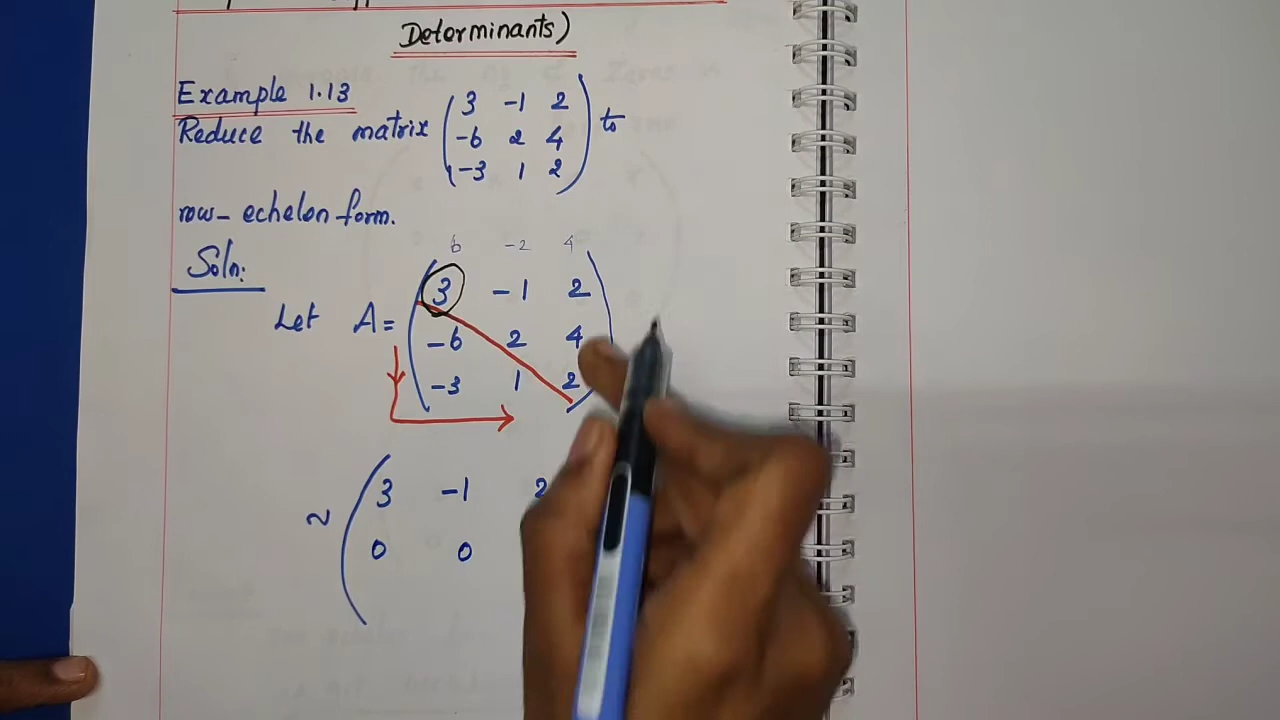 Determinants)
Example 1.13
Reduce the matrix (3 -1 2
-6 2 4
-3 1 2) to
row-echelon form.
Soln:
6 -2 4
Let A = (3 -1 2
-6 2 4
-3 1 2)
~ (3 -1 2
0 0